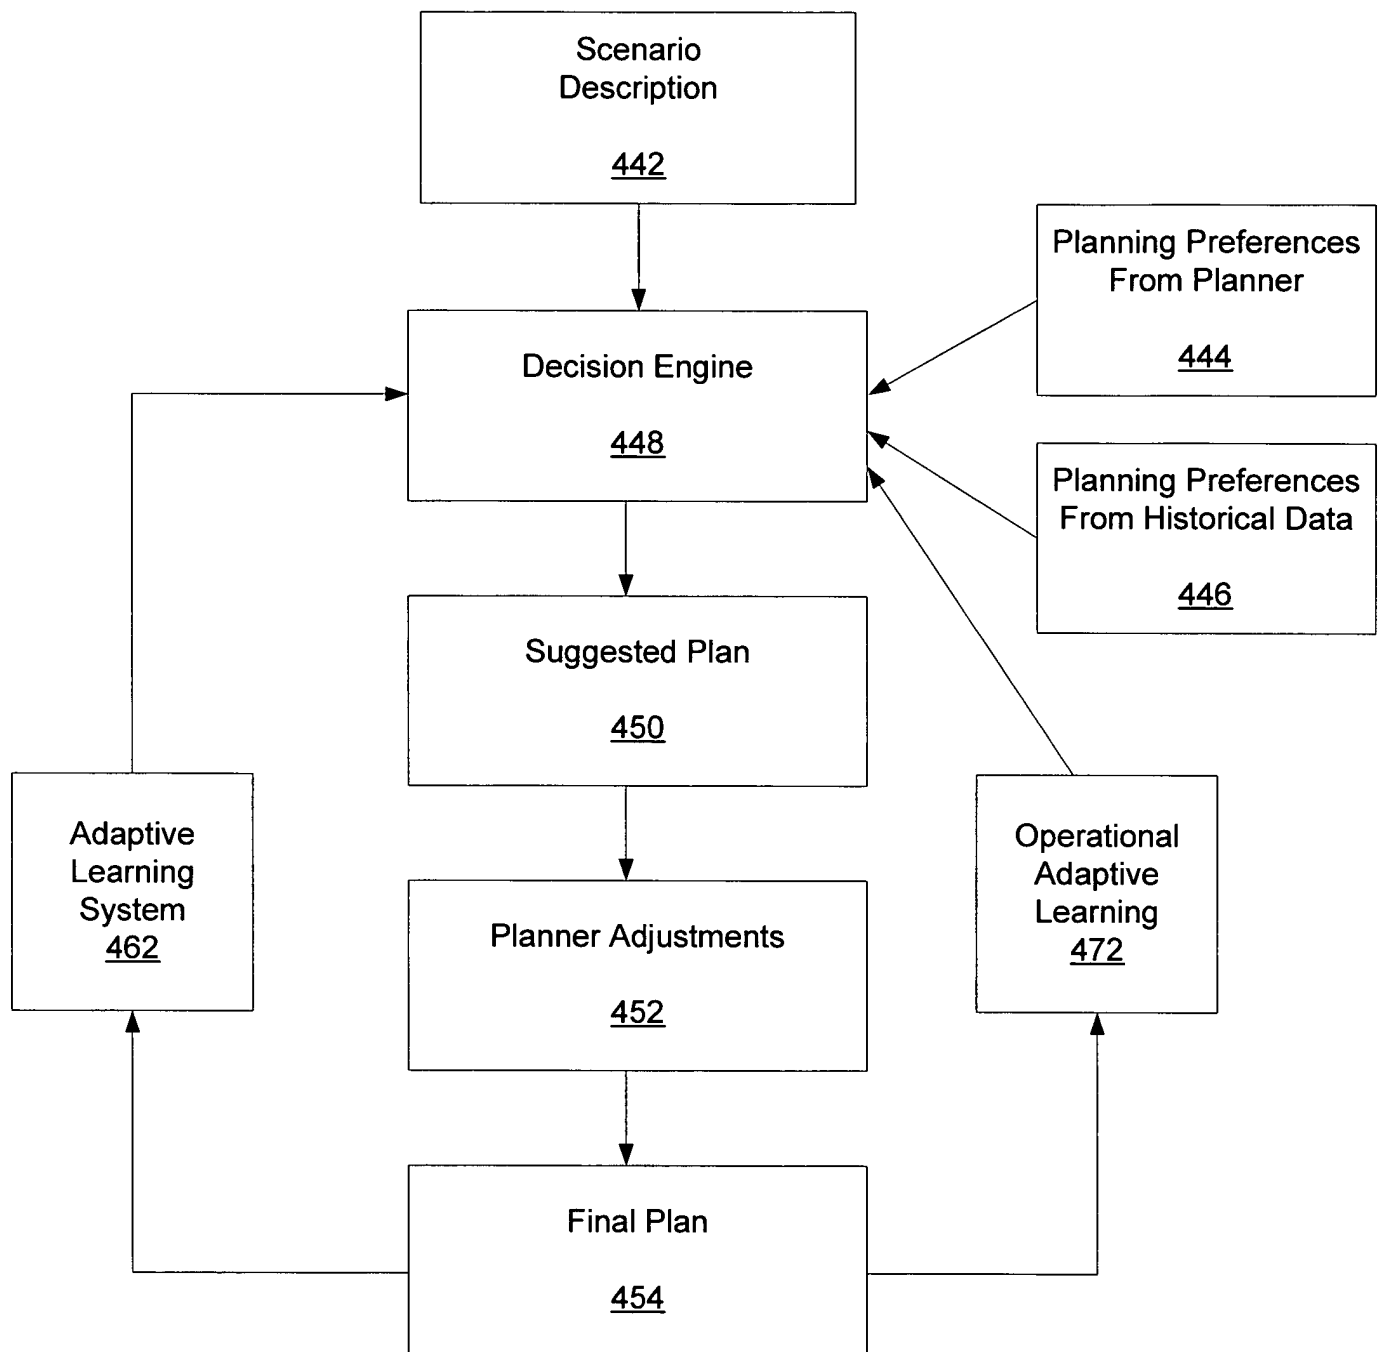 Scenario
Description
442
Planning Preferences
From Planner
444
Decision Engine
448
Planning Preferences
From Historical Data
446
Suggested Plan
450
Adaptive
Learning
System
462
Operational
Adaptive
Learning
472
Planner Adjustments
452
Final Plan
454